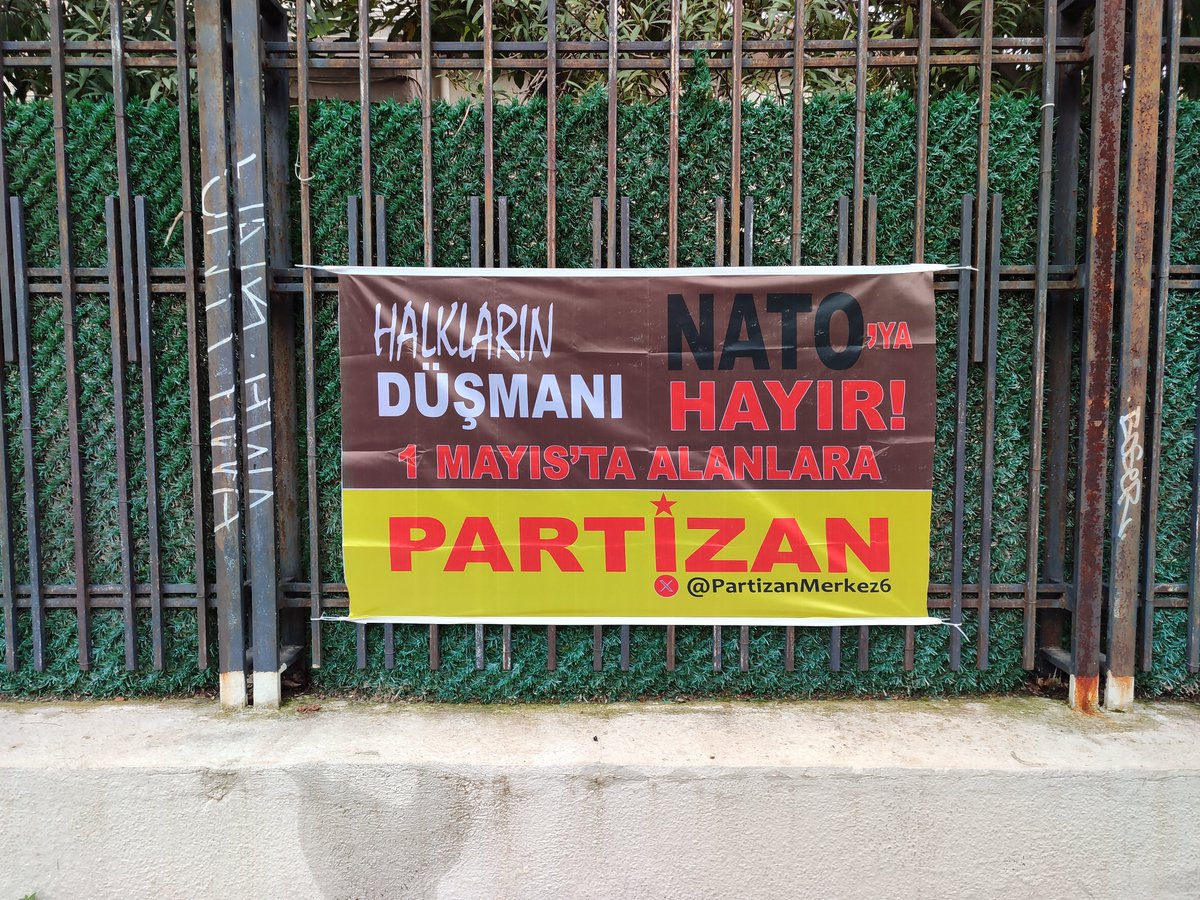 HALKLARIN
DÜŞMANI
NATO'YA
HAYIR!
1 MAYIS'TA ALANLARA
PARTİZAN
@PartizanMerkez6